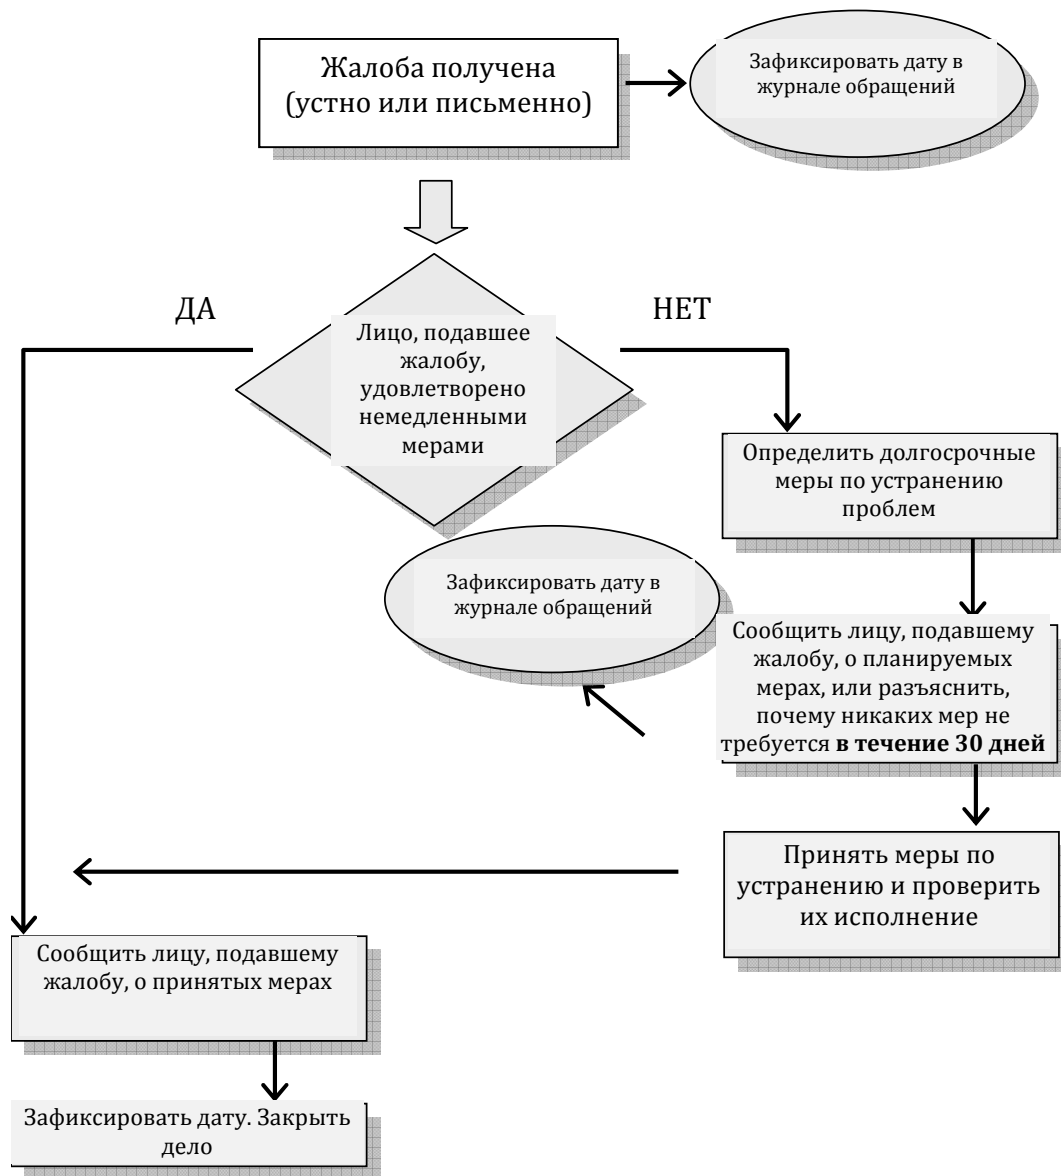 Жалоба получена
(устно или письменно)
Зафиксировать дату в
журнале обращений
ДА
НЕТ
Лицо, подавшее
жалобу,
удовлетворено
немедленными
мерами
Определить долгосрочные
меры по устранению
проблем
Зафиксировать дату в
журнале обращений
Сообщить лицу, подавшему
жалобу, о планируемых
мерах, или разъяснить,
почему никаких мер не
требуется в течение 30 дней
Принять меры по
устранению и проверить
их исполнение
Сообщить лицу, подавшему
жалобу, о принятых мерах
Зафиксировать дату. Закрыть
дело